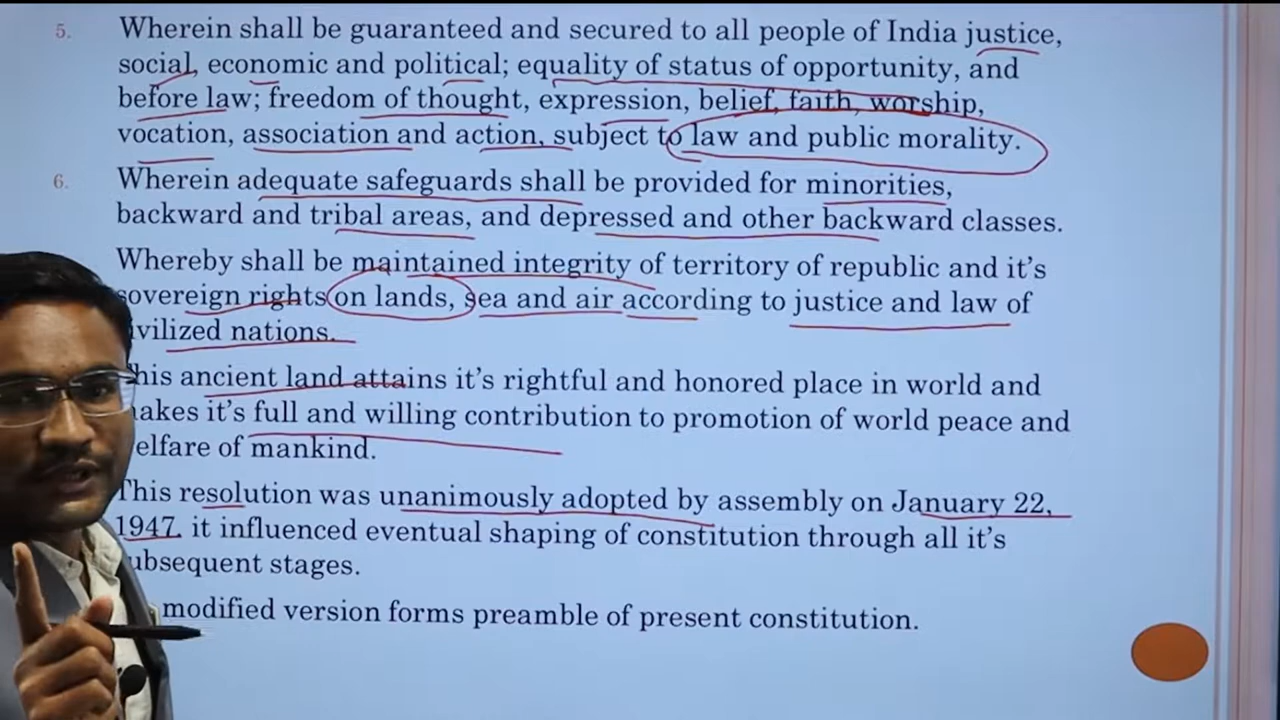 5. Wherein shall be guaranteed and secured to all people of India justice,
social, economic and political; equality of status of opportunity, and
before law; freedom of thought, expression, belief, faith, worship,
vocation, association and action, subject to law and public morality.
6. Wherein adequate safeguards shall be provided for minorities,
backward and tribal areas, and depressed and other backward classes.
Whereby shall be maintained integrity of territory of republic and it's
sovereign rights on lands, sea and air according to justice and law of
ivilized nations.
his ancient land attains it's rightful and honored place in world and
akes it's full and willing contribution to promotion of world peace and
elfare of mankind.
This resolution was unanimously adopted by assembly on January 22,
1947. it influenced eventual shaping of constitution through all it's
ubsequent stages.
modified version forms preamble of present constitution.